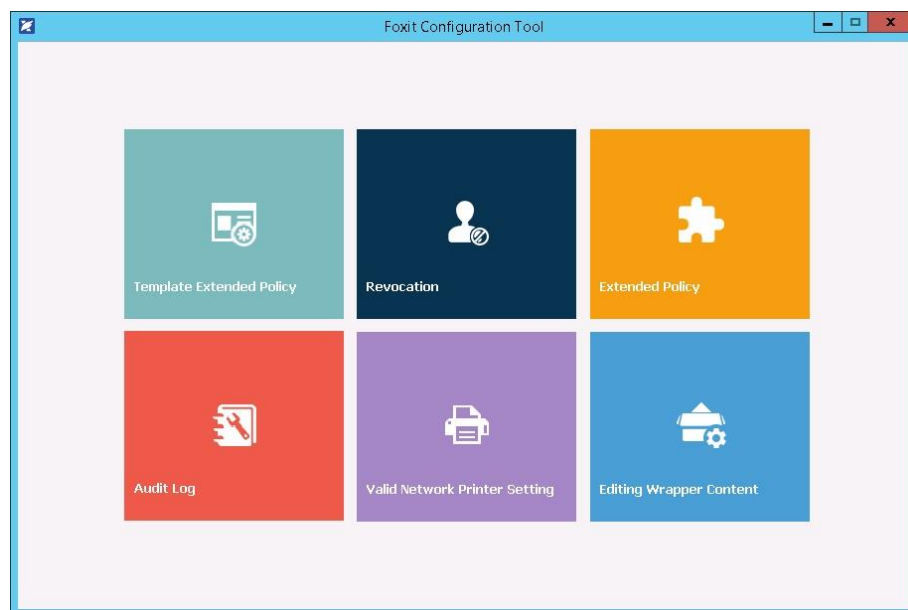 Foxit Configuration Tool
Template Extended Policy
Revocation
Extended Policy
Audit Log
Valid Network Printer Setting
Editing Wrapper Content